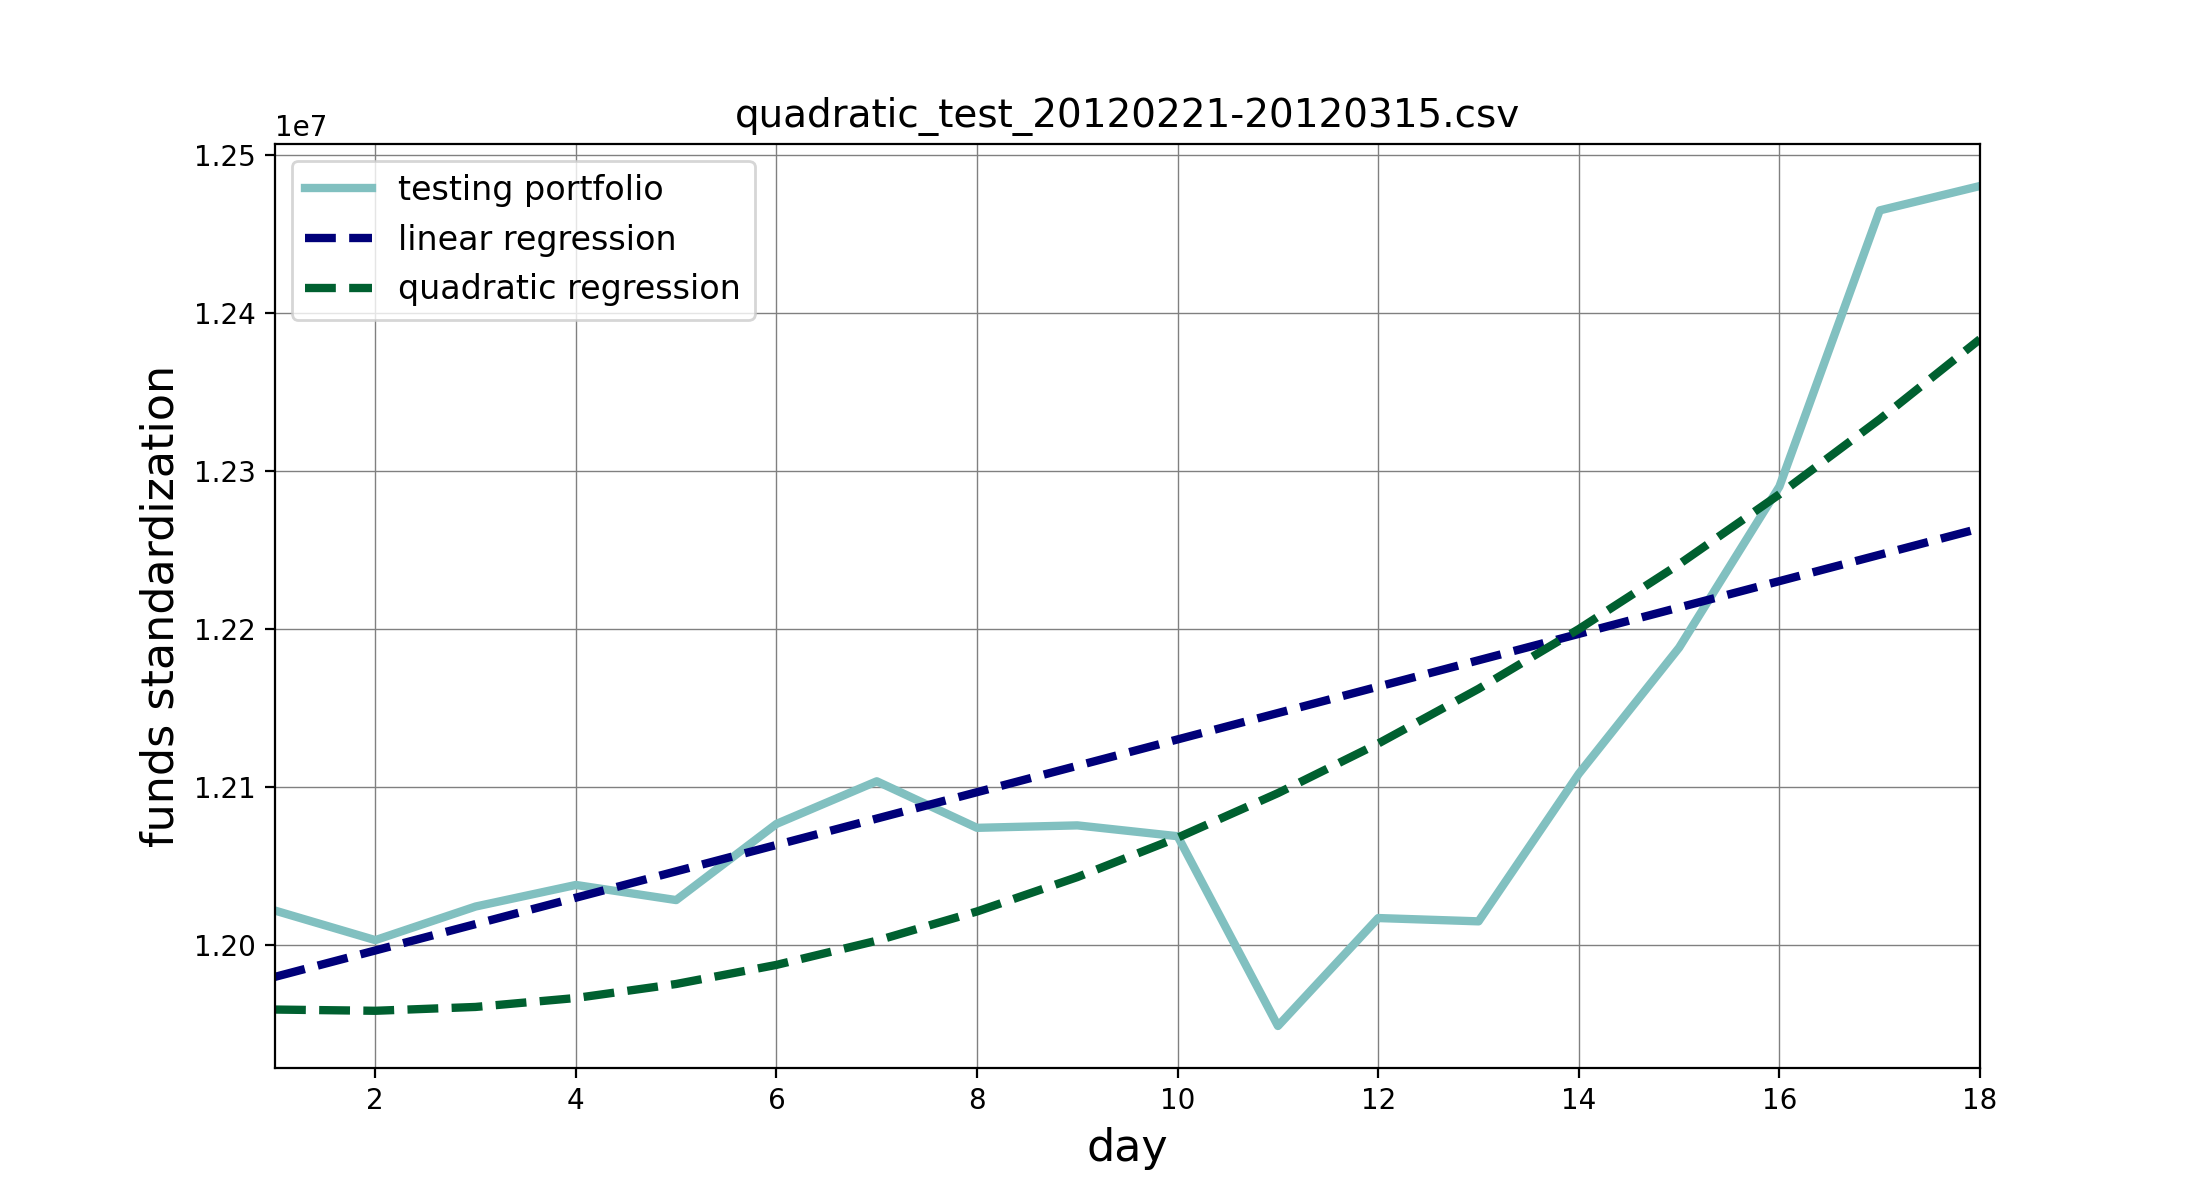 quadratic_test_20120221-20120315.csv
1e7
1.25
1.24
1.23
1.22
1.21
1.20
funds standardization
testing portfolio
linear regression
quadratic regression
2 4 6 8 10 12 14 16 18
day